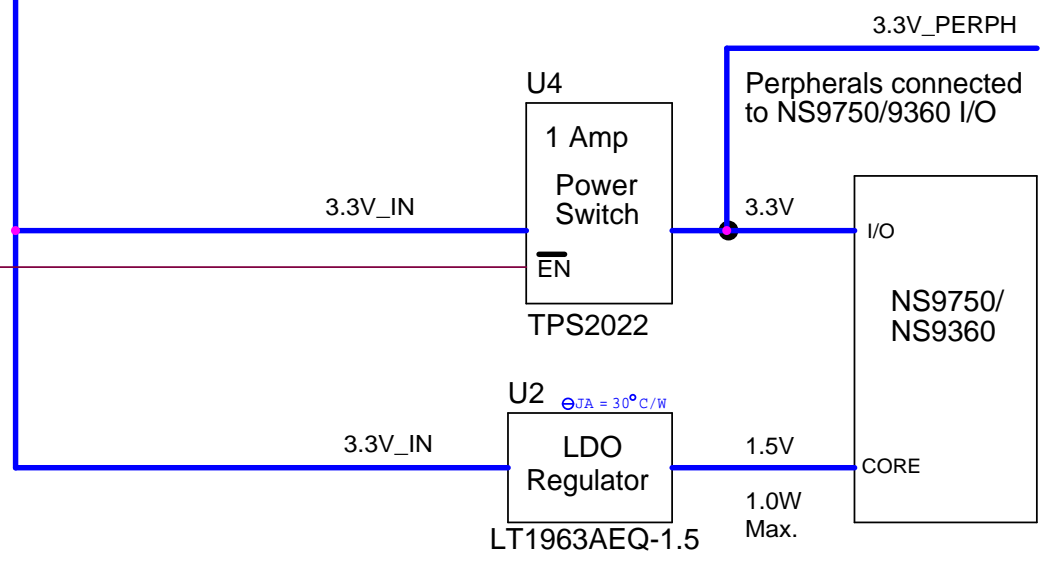 3.3V_PERPH
Perpherals connected
to NS9750/9360 I/O
U4
1 Amp
Power
Switch
EN
TPS2022
3.3V_IN
3.3V
I/O
NS9750/
NS9360
CORE
U2
ӨJA = 30°C/W
LDO
Regulator
LT1963AEQ-1.5
3.3V_IN
1.5V
1.0W
Max.